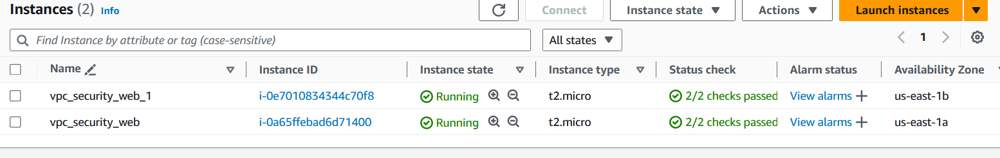 Instances (2) Info Connect Instance state Actions Launch instances
Find Instance by attribute or tag (case-sensitive) All states 1
Name Instance ID Instance state Instance type Status check Alarm status Availability Zone
vpc_security_web_1 i-0e7010834344c70f8 Running t2.micro 2/2 checks passed View alarms + us-east-1b
vpc_security_web i-0a65ffebad6d71400 Running t2.micro 2/2 checks passed View alarms + us-east-1a